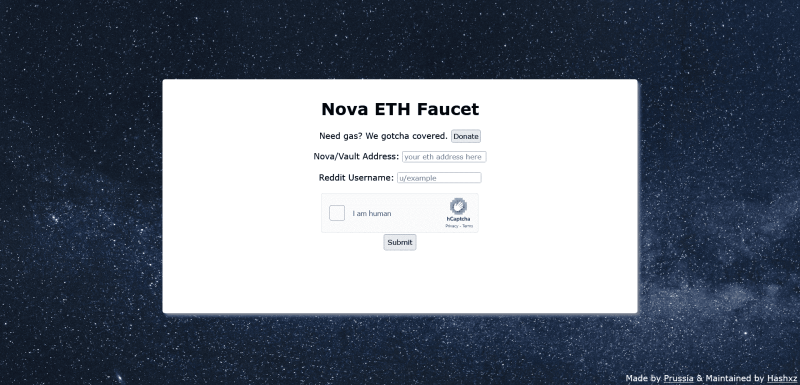 Nova ETH Faucet
Need gas? We gotcha covered. Donate
Nova/Vault Address: your eth address here
Reddit Username: u/example
I am human
hCaptcha
Privacy - Terms
Submit
Made by Prussia & Maintained by Hashxz